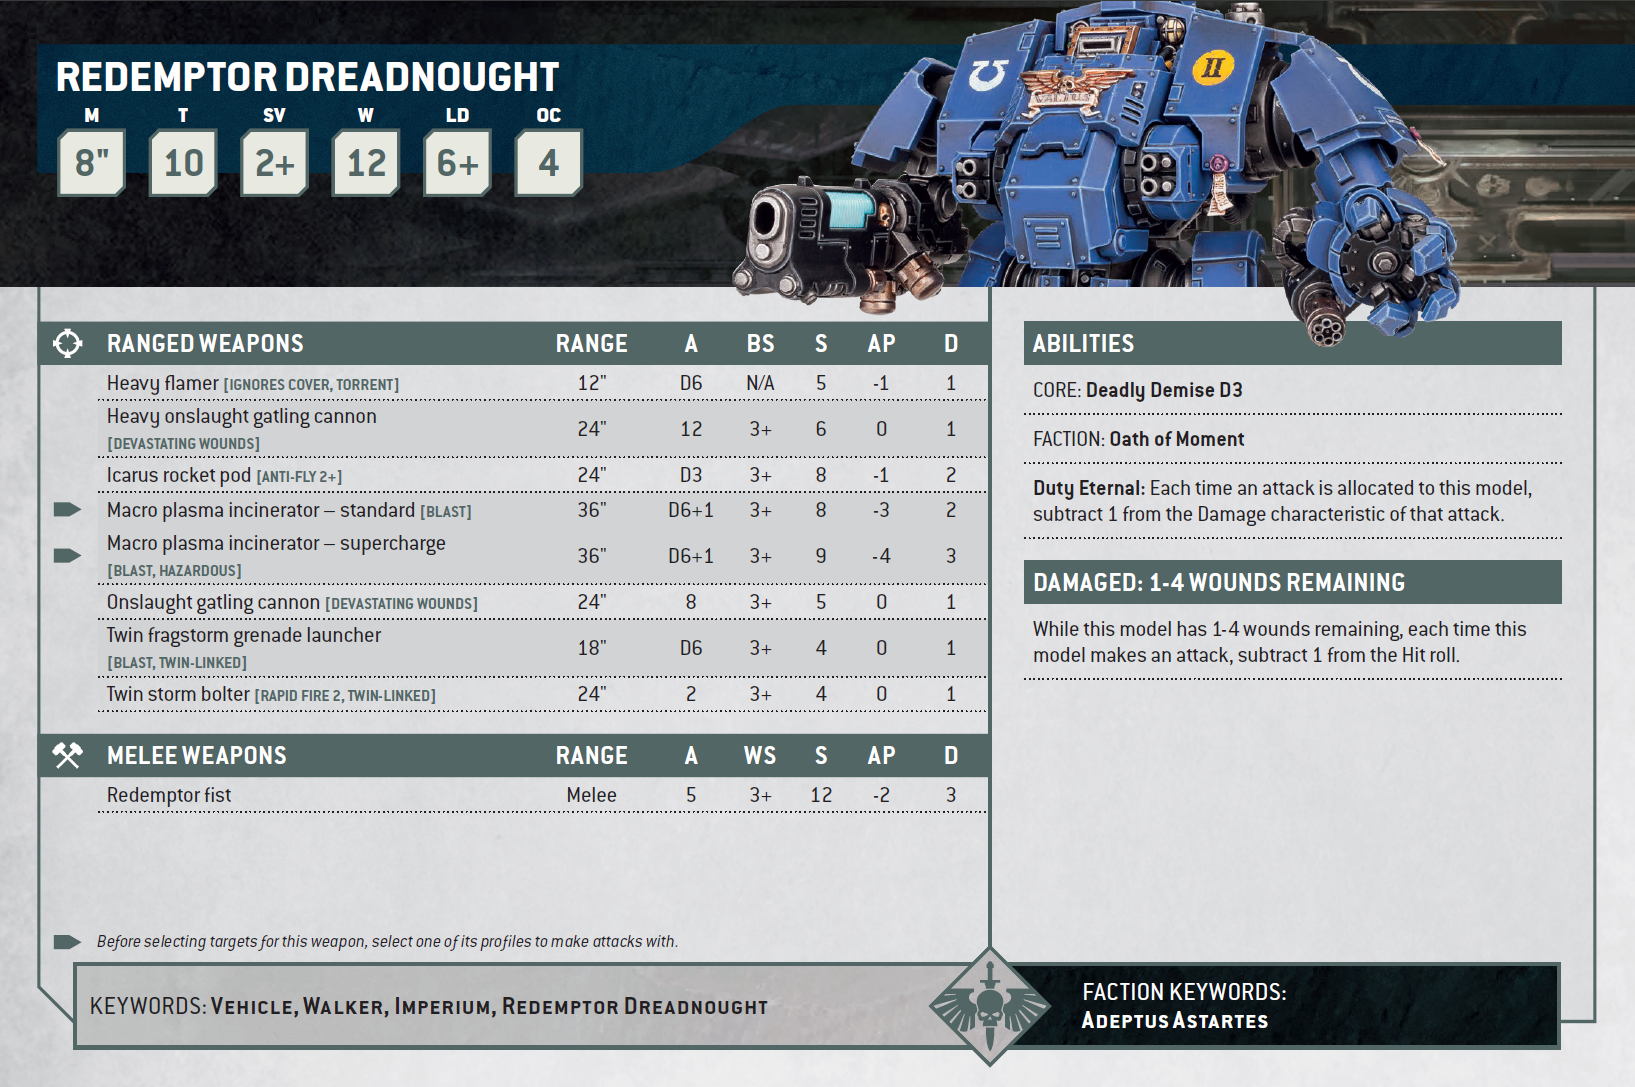 REDEMPTOR DREADNOUGHT
M T SV W LD OC
8" 10 2+ 12 6+ 4
II
VALTUS
RANGED WEAPONS RANGE A BS S AP D
Heavy flamer [IGNORES COVER, TORRENT] 12" D6 N/A 5 -1 1
Heavy onslaught gatling cannon
[DEVASTATING WOUNDS] 24" 12 3+ 6 0 1
Icarus rocket pod [ANTI-FLY 2+] 24" D3 3+ 8 -1 2
Macro plasma incinerator – standard [BLAST] 36" D6+1 3+ 8 -3 2
Macro plasma incinerator – supercharge
[BLAST, HAZARDOUS] 36" D6+1 3+ 9 -4 3
Onslaught gatling cannon [DEVASTATING WOUNDS] 24" 8 3+ 5 0 1
Twin fragstorm grenade launcher
[BLAST, TWIN-LINKED] 18" D6 3+ 4 0 1
Twin storm bolter [RAPID FIRE 2, TWIN-LINKED] 24" 2 3+ 4 0 1
MELEE WEAPONS RANGE A WS S AP D
Redemptor fist Melee 5 3+ 12 -2 3
Before selecting targets for this weapon, select one of its profiles to make attacks with.
ABILITIES
CORE: Deadly Demise D3
FACTION: Oath of Moment
Duty Eternal: Each time an attack is allocated to this model,
subtract 1 from the Damage characteristic of that attack.
DAMAGED: 1-4 WOUNDS REMAINING
While this model has 1-4 wounds remaining, each time this
model makes an attack, subtract 1 from the Hit roll.
KEYWORDS: VEHICLE, WALKER, IMPERIUM, REDEMPTOR DREADNOUGHT
FACTION KEYWORDS:
ADEPTUS ASTARTES